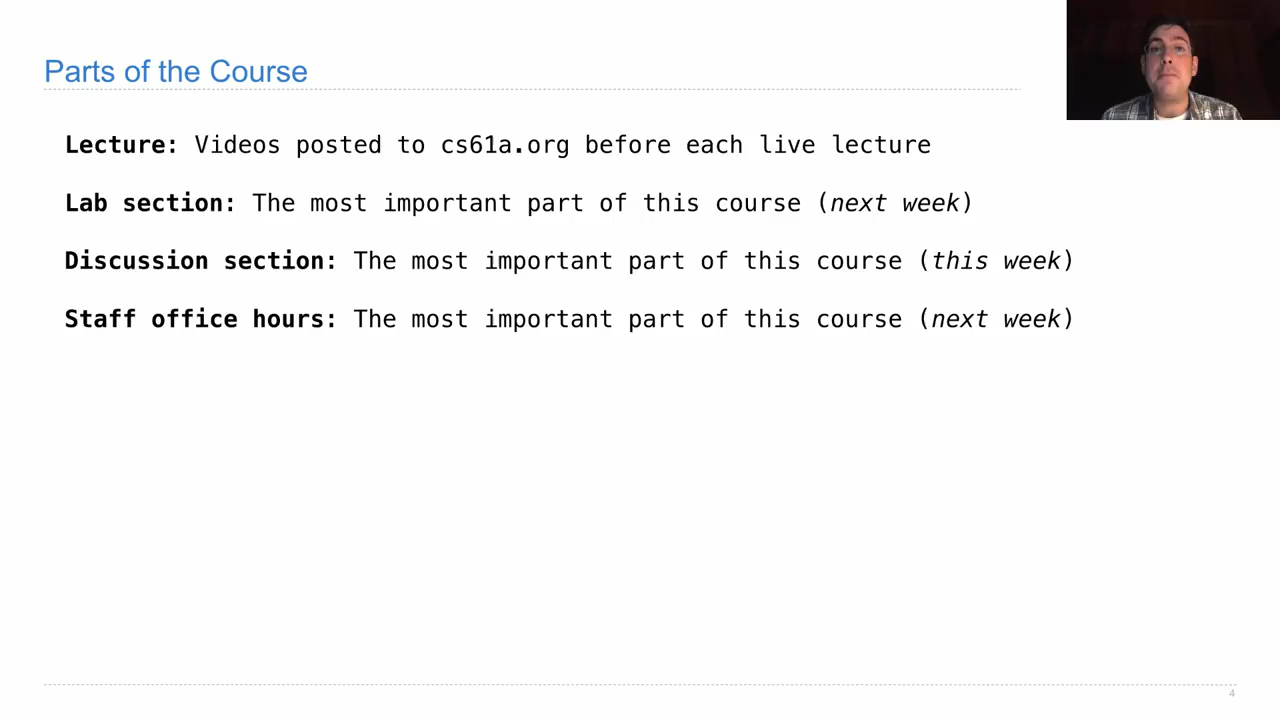 Parts of the Course
Lecture: Videos posted to cs61a.org before each live lecture
Lab section: The most important part of this course (next week)
Discussion section: The most important part of this course (this week)
Staff office hours: The most important part of this course (next week)
4